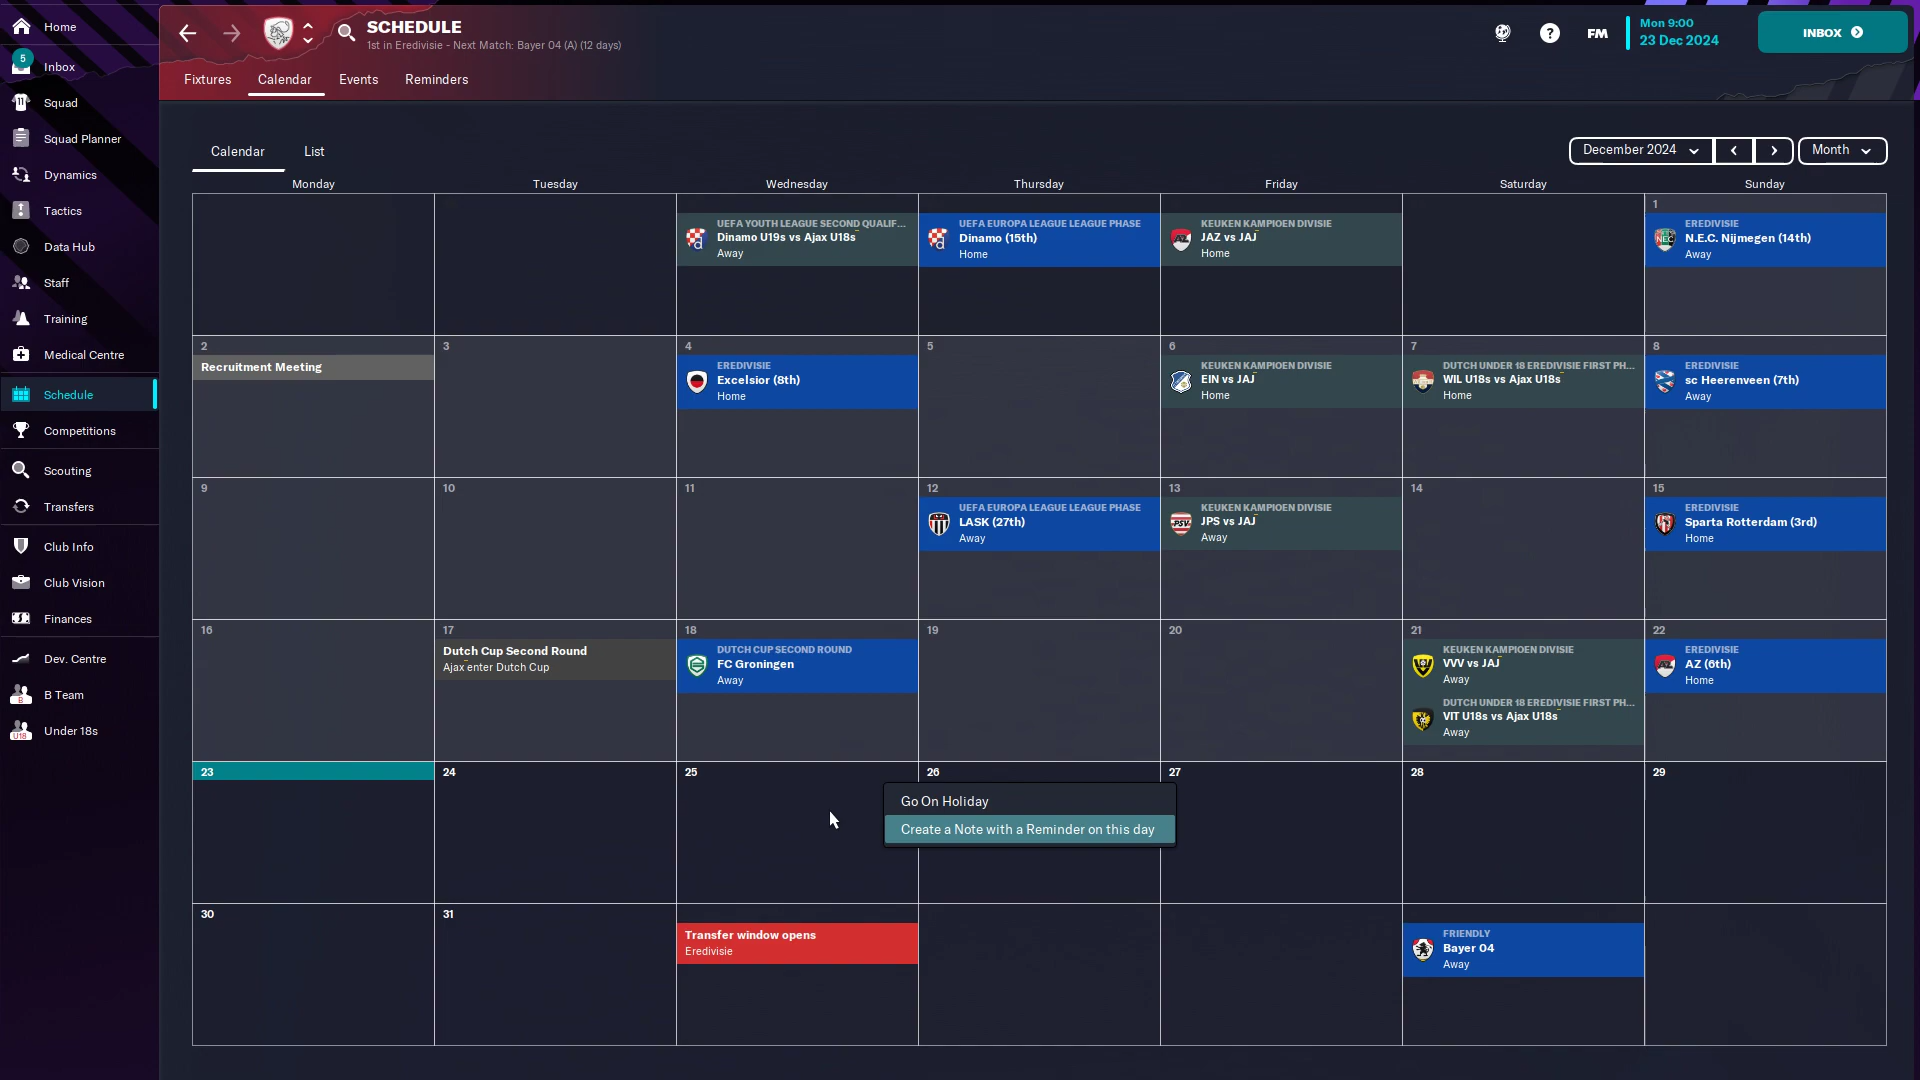 Home
5
Inbox
Squad
Squad Planner
Dynamics
Tactics
Data Hub
Staff
Training
Medical Centre
Schedule
Competitions
Scouting
Transfers
Club Info
Club Vision
Finances
Dev. Centre
B
B Team
U18
Under 18s
SCHEDULE
1st in Eredivisie - Next Match: Bayer 04 (A) (12 days)
FM
Mon 9:00
23 Dec 2024
INBOX
Fixtures
Calendar
Events
Reminders
Calendar
List
December 2024
Month
Monday
Tuesday
Wednesday
Thursday
Friday
Saturday
Sunday
UEFA YOUTH LEAGUE SECOND QUALIF...
Dinamo U19s vs Ajax U18s
Away
UEFA EUROPA LEAGUE LEAGUE PHASE
Dinamo (15th)
Home
KEUKEN KAMPIOEN DIVISIE
JAZ vs JAJ
Home
1
EREDIVISIE
N.E.C. Nijmegen (14th)
Away
2
Recruitment Meeting
3
4
EREDIVISIE
Excelsior (8th)
Home
5
6
KEUKEN KAMPIOEN DIVISIE
EIN vs JAJ
Home
7
DUTCH UNDER 18 EREDIVISIE FIRST PH...
WIL U18s vs Ajax U18s
Home
8
EREDIVISIE
sc Heerenveen (7th)
Away
9
10
11
12
UEFA EUROPA LEAGUE LEAGUE PHASE
LASK (27th)
Away
13
KEUKEN KAMPIOEN DIVISIE
JPS vs JAJ
Away
14
15
EREDIVISIE
Sparta Rotterdam (3rd)
Home
16
17
Dutch Cup Second Round
Ajax enter Dutch Cup
18
DUTCH CUP SECOND ROUND
FC Groningen
Away
19
20
21
KEUKEN KAMPIOEN DIVISIE
VVV vs JAJ
Away
DUTCH UNDER 18 EREDIVISIE FIRST PH...
VIT U18s vs Ajax U18s
Away
22
EREDIVISIE
AZ (6th)
Home
23
24
25
26
27
28
29
Go On Holiday
Create a Note with a Reminder on this day
30
31
Transfer window opens
Eredivisie
FRIENDLY
Bayer 04
Away